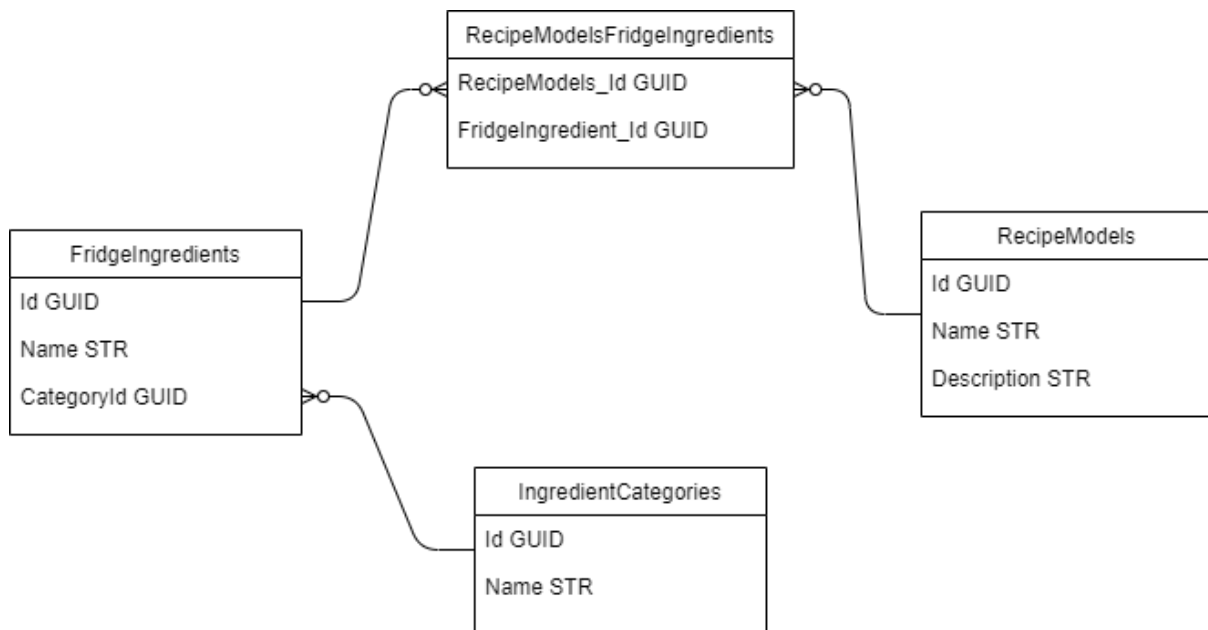 RecipeModelsFridgeIngredients
RecipeModels_Id GUID
FridgeIngredient_Id GUID
FridgeIngredients
Id GUID
Name STR
CategoryId GUID
RecipeModels
Id GUID
Name STR
Description STR
IngredientCategories
Id GUID
Name STR